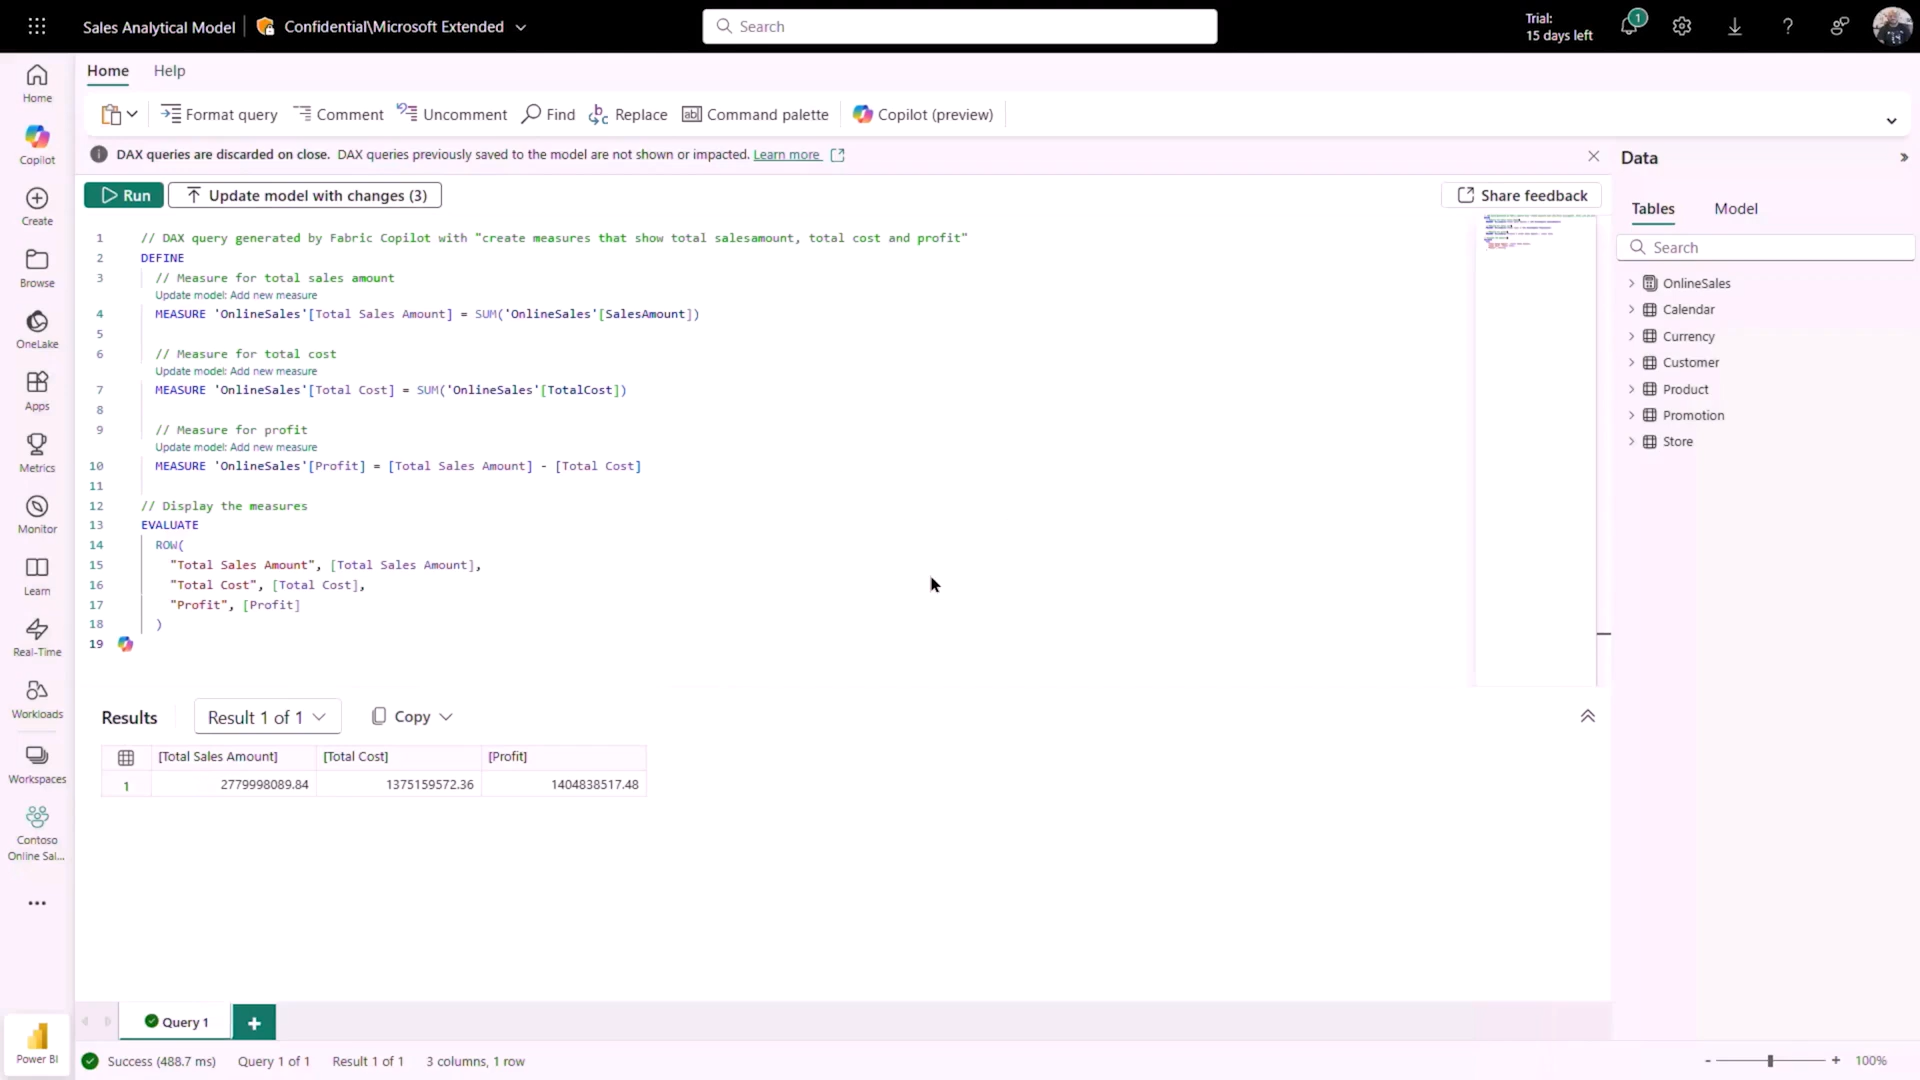 Sales Analytical Model
Confidential\Microsoft Extended
Search
Trial:
15 days left
1
Home
Copilot
Create
Browse
OneLake
Apps
Metrics
Monitor
Learn
Real-Time
Workloads
Workspaces
Contoso
Online Sal...
Power BI
Home
Help
Format query
Comment
Uncomment
Find
Replace
Command palette
Copilot (preview)
DAX queries are discarded on close. DAX queries previously saved to the model are not shown or impacted. Learn more
Run
Update model with changes (3)
Share feedback
1 // DAX query generated by Fabric Copilot with "create measures that show total salesamount, total cost and profit"
2 DEFINE
3 // Measure for total sales amount
Update model: Add new measure
4 MEASURE 'OnlineSales'[Total Sales Amount] = SUM('OnlineSales'[SalesAmount])
5
6 // Measure for total cost
Update model: Add new measure
7 MEASURE 'OnlineSales'[Total Cost] = SUM('OnlineSales'[TotalCost])
8
9 // Measure for profit
Update model: Add new measure
10 MEASURE 'OnlineSales'[Profit] = [Total Sales Amount] - [Total Cost]
11
12 // Display the measures
13 EVALUATE
14 ROW(
15 "Total Sales Amount", [Total Sales Amount],
16 "Total Cost", [Total Cost],
17 "Profit", [Profit]
18 )
19
Results
Result 1 of 1
Copy
[Total Sales Amount] [Total Cost] [Profit]
1 2779998089.84 1375159572.36 1404838517.48
Query 1
Success (488.7 ms) Query 1 of 1 Result 1 of 1 3 columns, 1 row
100%
Data
Tables
Model
Search
OnlineSales
Calendar
Currency
Customer
Product
Promotion
Store